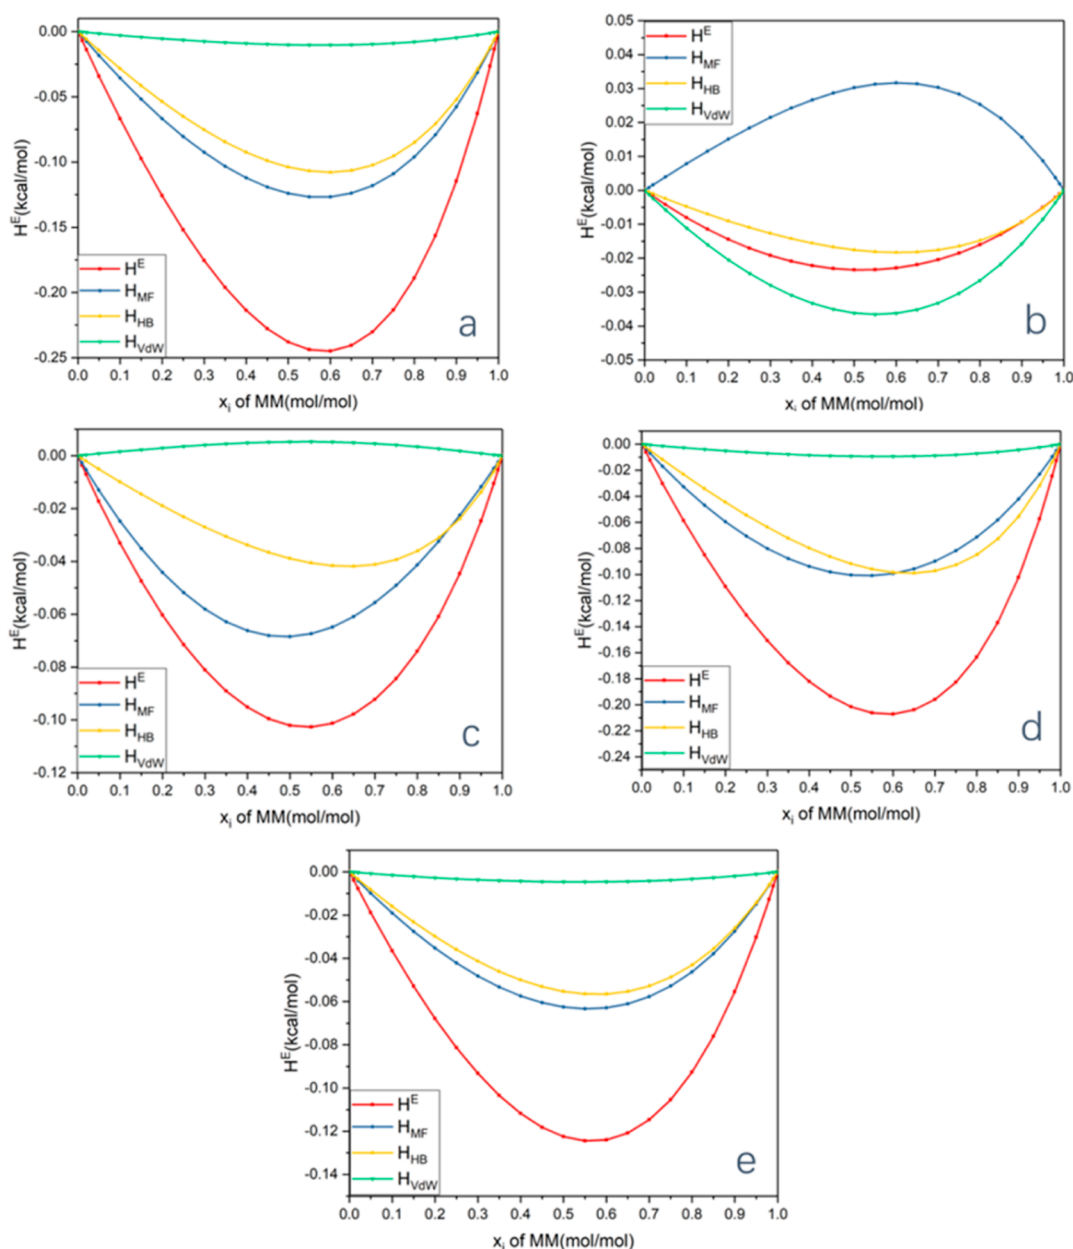 0.00
-0.05
-0.10
-0.15
-0.20
-0.25
H^E(kcal/mol)
H^E
H_MF
H_HB
H_VdW
a
0.0 0.1 0.2 0.3 0.4 0.5 0.6 0.7 0.8 0.9 1.0
x_i of MM(mol/mol)
0.05
0.04
0.03
0.02
0.01
0.00
-0.01
-0.02
-0.03
-0.04
-0.05
H^E(kcal/mol)
H^E
H_MF
H_HB
H_VdW
b
0.0 0.1 0.2 0.3 0.4 0.5 0.6 0.7 0.8 0.9 1.0
x_i of MM(mol/mol)
0.00
-0.02
-0.04
-0.06
-0.08
-0.10
-0.12
H^E(kcal/mol)
H^E
H_MF
H_HB
H_VdW
c
0.0 0.1 0.2 0.3 0.4 0.5 0.6 0.7 0.8 0.9 1.0
x_i of MM(mol/mol)
0.00
-0.02
-0.04
-0.06
-0.08
-0.10
-0.12
-0.14
-0.16
-0.18
-0.20
-0.22
-0.24
H^E(kcal/mol)
H^E
H_MF
H_HB
H_VdW
d
0.0 0.1 0.2 0.3 0.4 0.5 0.6 0.7 0.8 0.9 1.0
x_i of MM(mol/mol)
0.00
-0.02
-0.04
-0.06
-0.08
-0.10
-0.12
-0.14
H^E(kcal/mol)
H^E
H_MF
H_HB
H_VdW
e
0.0 0.1 0.2 0.3 0.4 0.5 0.6 0.7 0.8 0.9 1.0
x_i of MM(mol/mol)